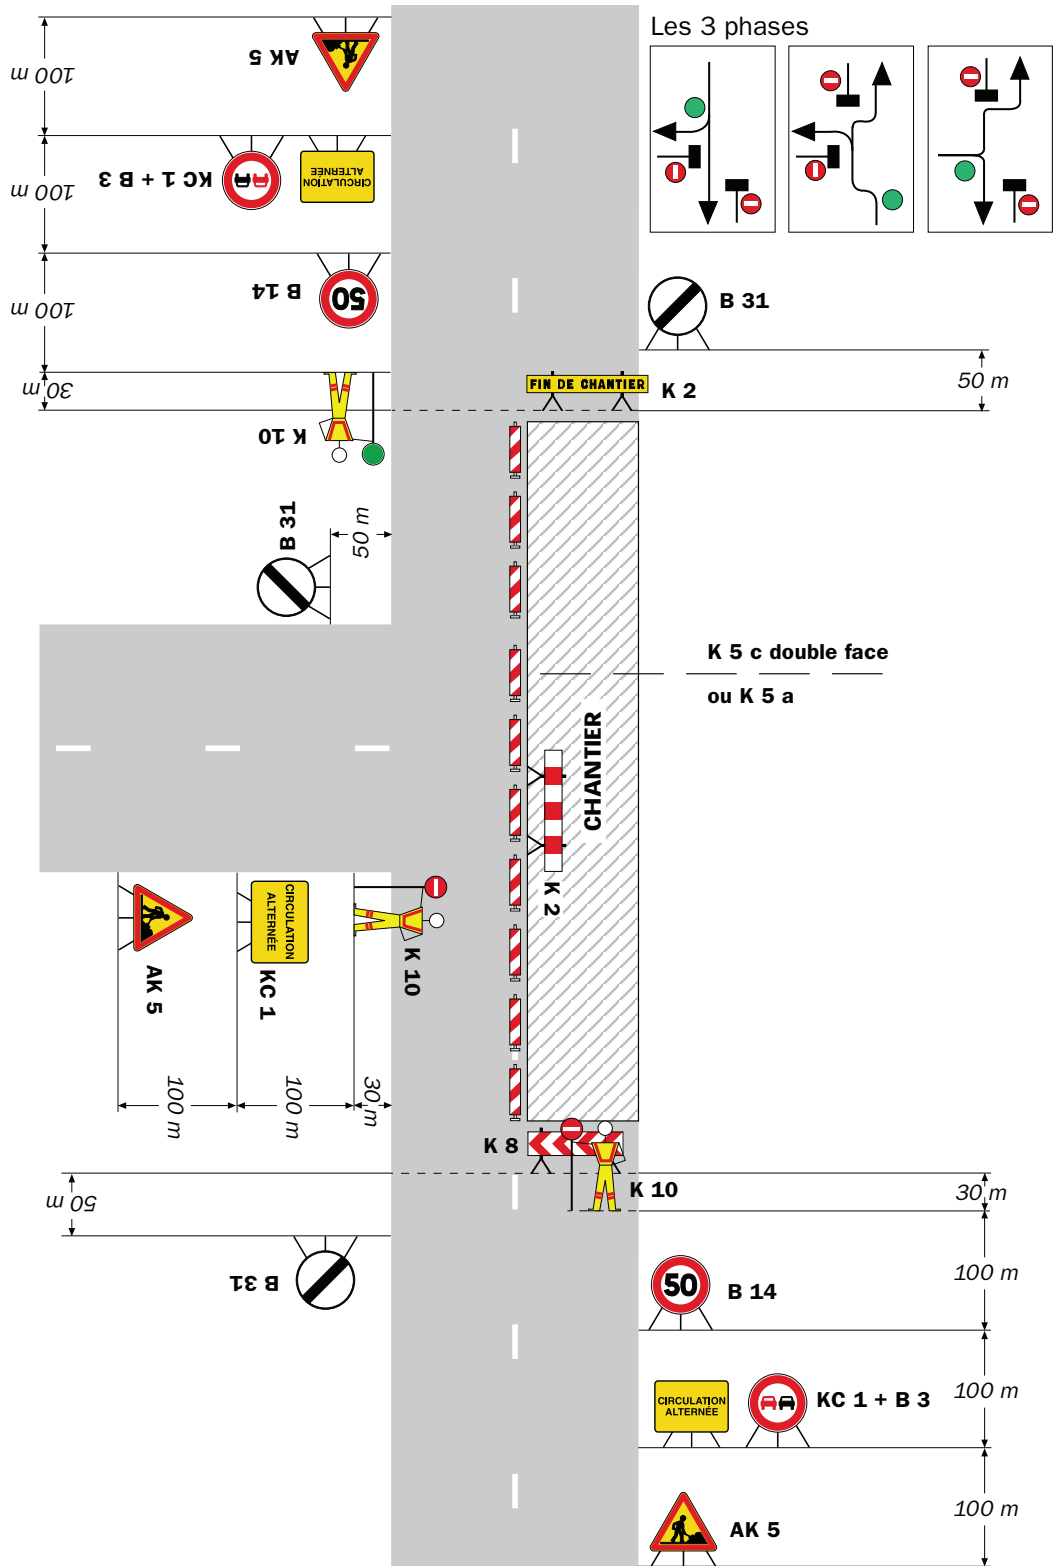 Les 3 phases
100 m
AK 5
100 m
KC 1 + B 3
CIRCULATION
ALTERNÉE
100 m
B 14
50
B 31
30 m
K 10
FIN DE CHANTIER
K 2
50 m
B 31
50 m
K 5 c double face
ou K 5 a
CHANTIER
K 2
AK 5
CIRCULATION
ALTERNÉE
KC 1
K 10
100 m
100 m
30 m
K 8
K 10
30 m
50 m
B 31
50
B 14
100 m
CIRCULATION
ALTERNÉE
KC 1 + B 3
100 m
AK 5
100 m